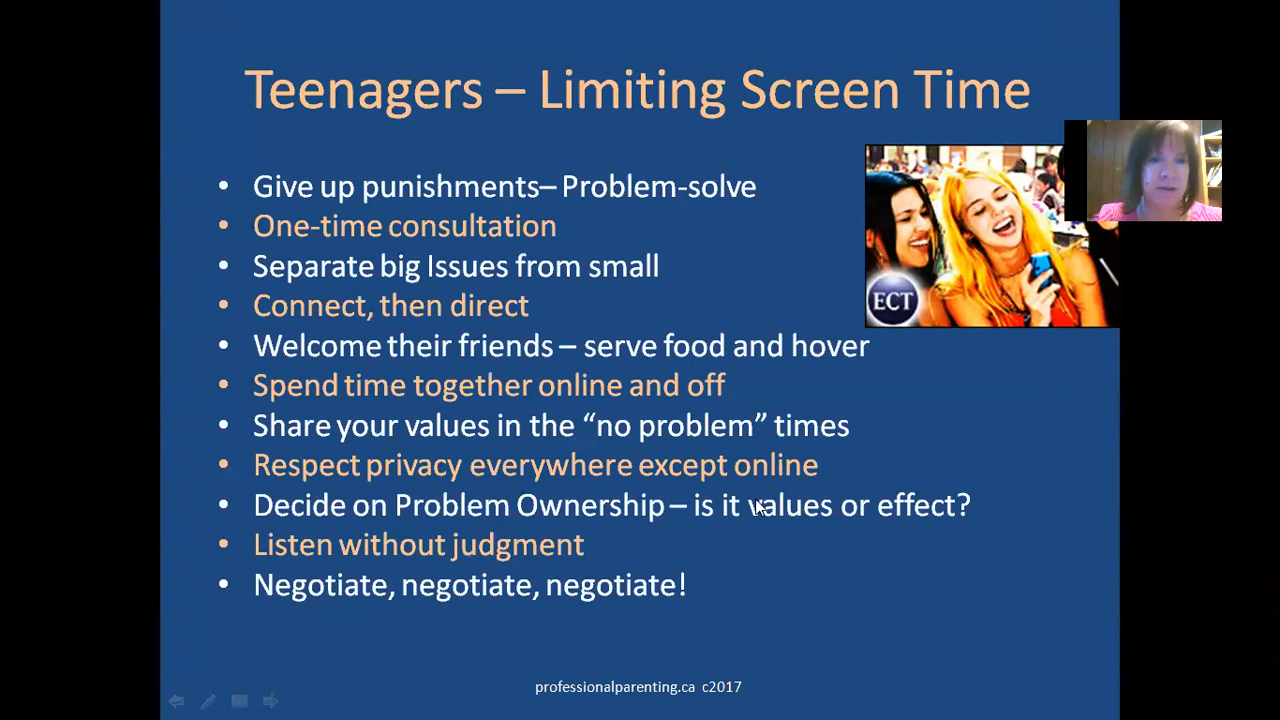 Teenagers – Limiting Screen Time
• Give up punishments– Problem-solve
• One-time consultation
• Separate big Issues from small
• Connect, then direct
ECT
• Welcome their friends – serve food and hover
• Spend time together online and off
• Share your values in the “no problem” times
• Respect privacy everywhere except online
• Decide on Problem Ownership – is it values or effect?
• Listen without judgment
• Negotiate, negotiate, negotiate!
professionalparenting.ca c2017